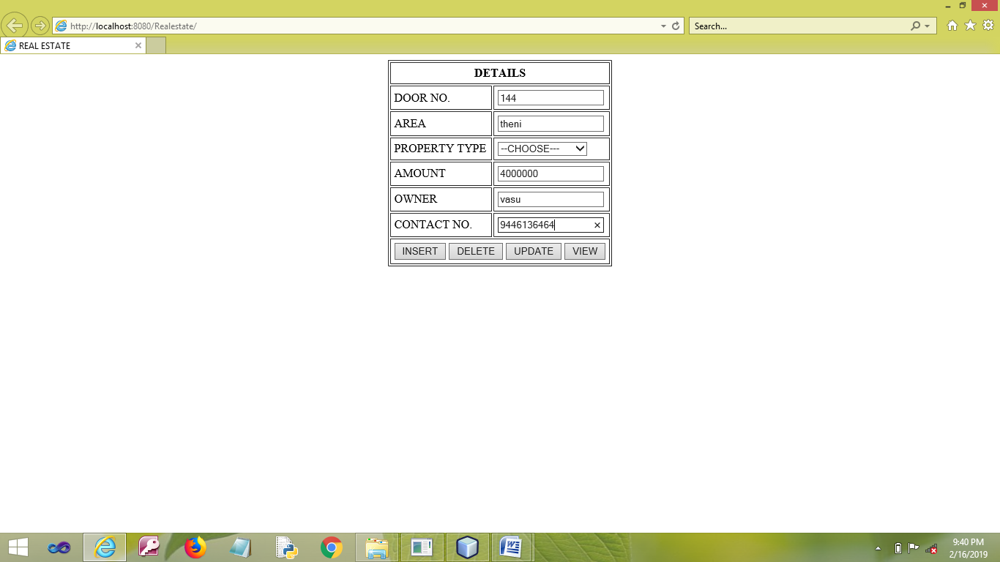 http://localhost:8080/Realestate/
Search...
REAL ESTATE
DETAILS
DOOR NO. 144
AREA theni
PROPERTY TYPE --CHOOSE---
AMOUNT 4000000
OWNER vasu
CONTACT NO. 9446136464
INSERT DELETE UPDATE VIEW
9:40 PM
2/16/2019